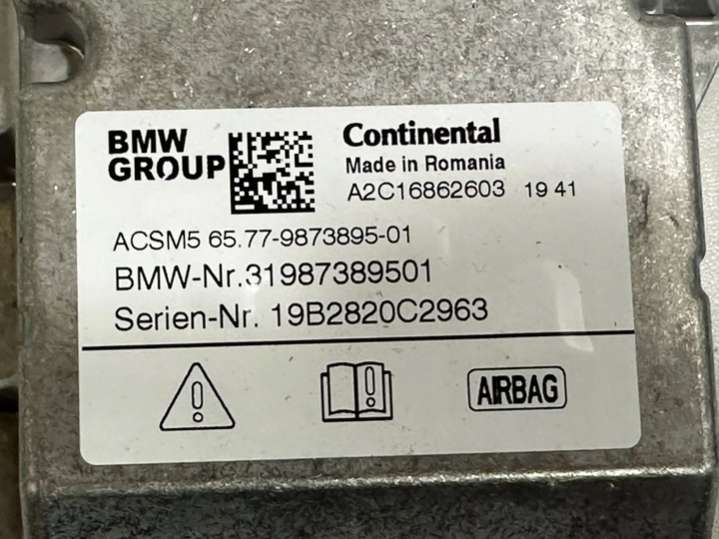 BMW
GROUP
Continental
Made in Romania
A2C16862603 19 41
ACSM5 65.77-9873895-01
BMW-Nr.31987389501
Serien-Nr. 19B2820C2963
AIRBAG